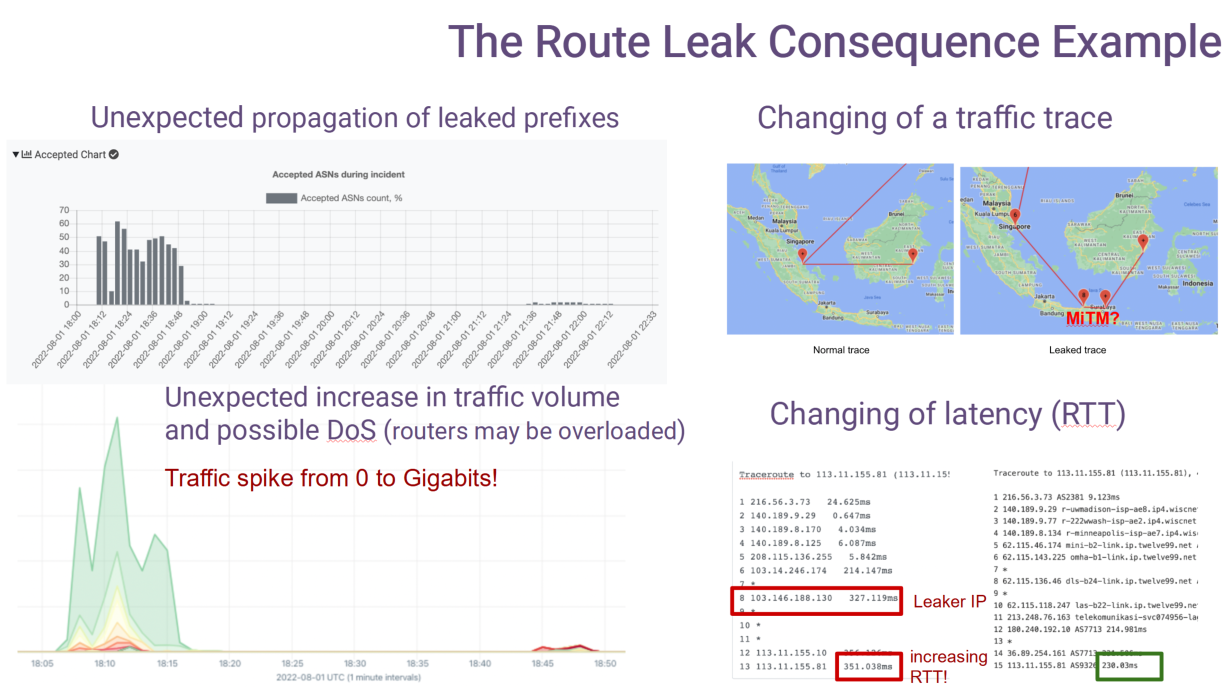 The Route Leak Consequence Example
Unexpected propagation of leaked prefixes
Accepted Chart
Accepted ASNs during incident
Accepted ASNs count, %
70
60
50
40
30
20
10
0
2022-08-01 18:00
2022-08-01 18:12
2022-08-01 18:24
2022-08-01 18:36
2022-08-01 18:48
2022-08-01 19:00
2022-08-01 19:12
2022-08-01 19:24
2022-08-01 19:36
2022-08-01 19:48
2022-08-01 20:00
2022-08-01 20:12
2022-08-01 20:24
2022-08-01 20:36
2022-08-01 20:48
2022-08-01 21:00
2022-08-01 21:12
2022-08-01 21:24
2022-08-01 21:36
2022-08-01 21:48
2022-08-01 22:00
2022-08-01 22:12
2022-08-01 22:33
Unexpected increase in traffic volume
and possible DoS (routers may be overloaded)
Traffic spike from 0 to Gigabits!
18:05
18:10
18:15
18:20
18:25
18:30
18:35
18:40
18:45
18:50
2022-08-01 UTC (1 minute intervals)
Changing of a traffic trace
Medan
Malaysia
Kuala Lumpur
Singapore
Brunei
Jakarta
Bandung
Surabaya
Makassar
Normal trace
Malaysia
Kuala Lumpur
Singapore
Brunei
Jakarta
Bandung
Makassar
Indonesia
MiTM?
Leaked trace
Changing of latency (RTT)
Traceroute to 113.11.155.81 (113.11.15!
1 216.56.3.73 24.625ms
2 140.189.9.29 0.647ms
3 140.189.8.170 4.034ms
4 140.189.8.125 6.087ms
5 208.115.136.255 5.842ms
6 103.14.246.174 214.147ms
7 *
8 103.146.188.130 327.119ms
9 *
10 *
11 *
12 113.11.155.10
13 113.11.155.81 351.038ms
Leaker IP
increasing
RTT!
Traceroute to 113.11.155.81 (113.11.155.81),
1 216.56.3.73 AS2381 9.123ms
2 140.189.9.29 r-uwmadison-isp-ae8.ip4.wiscne
3 140.189.9.77 r-222wwash-isp-ae2.ip4.wiscnet
4 140.189.8.134 r-minneapolis-isp-ae7.ip4.wis
5 62.115.46.174 mini-b2-link.ip.twelve99.net
6 62.115.143.225 omha-b1-link.ip.twelve99.net
7 *
8 62.115.136.46 dls-b24-link.ip.twelve99.net
9 *
10 62.115.118.247 las-b22-link.ip.twelve99.ne
11 213.248.76.163 telekomunikasi-svc074956-la
12 180.240.192.10 AS7713 214.981ms
13 *
14 36.89.254.161 AS7713
15 113.11.155.81 AS9326 230.03ms